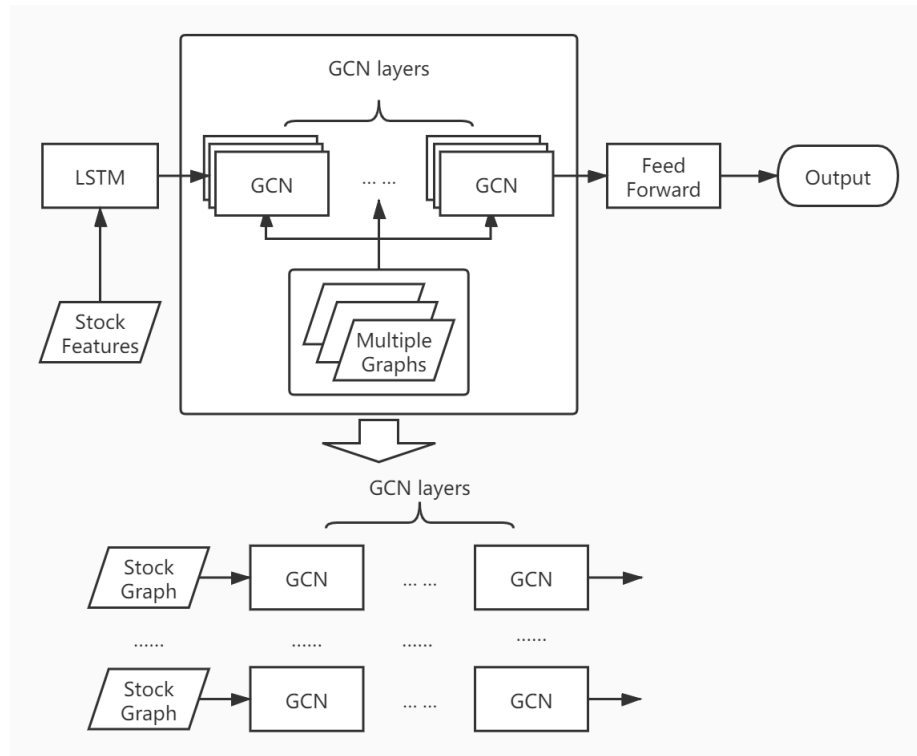 GCN layers
LSTM
GCN
... ...
GCN
Feed
Forward
Output
Stock
Features
Multiple
Graphs
GCN layers
Stock
Graph
GCN
... ...
GCN
......
......
......
......
Stock
Graph
GCN
... ...
GCN